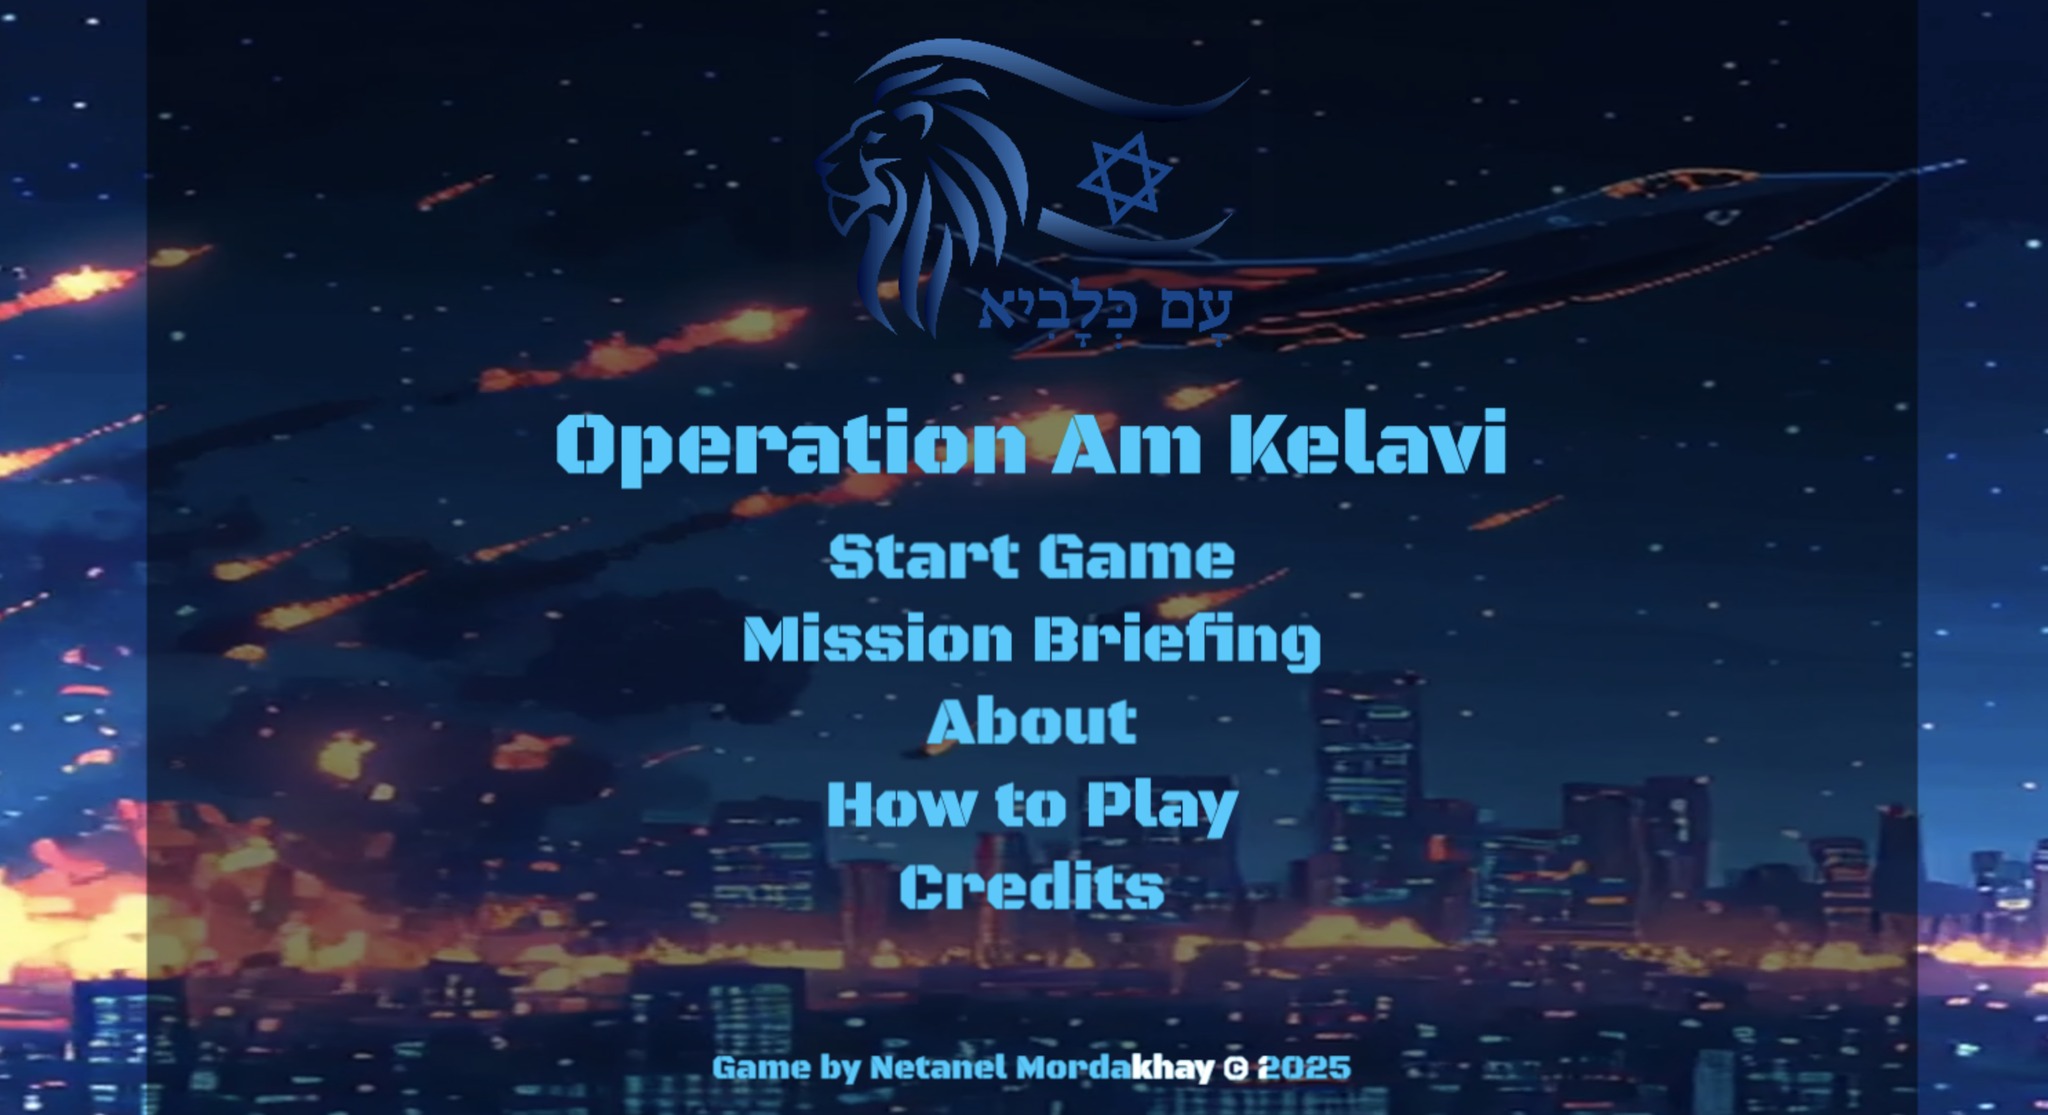 עָם כְּלָבִיא
Operation Am Kelavi
Start Game
Mission Briefing
About
How to Play
Credits
Game by Netanel Mordakhay © 2025